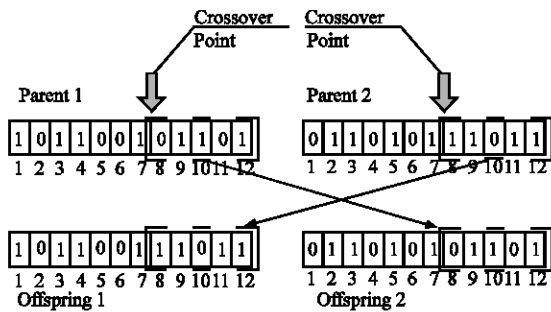 Crossover Crossover
Point Point
Parent 1 Parent 2
1 0 1 1 0 0 1 0 1 1 0 1 0 1 1 0 1 0 1 1 1 0 1 1
1 2 3 4 5 6 7 8 9 10 11 12 1 2 3 4 5 6 7 8 9 10 11 12
1 0 1 1 0 0 1 1 1 0 1 1 0 1 1 0 1 0 1 0 1 1 0 1
1 2 3 4 5 6 7 8 9 10 11 12 1 2 3 4 5 6 7 8 9 10 11 12
Offspring 1 Offspring 2